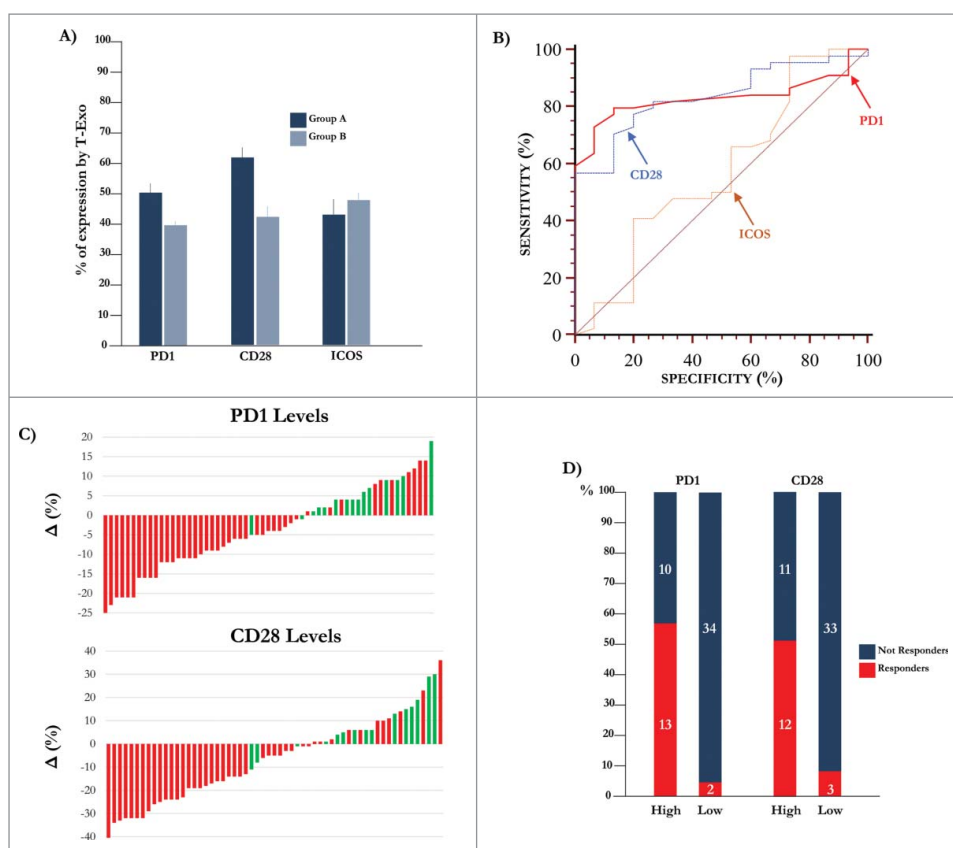 A)
100
90
80
70
60
50
40
30
20
10
0
% of expression by T-Exo
Group A
Group B
PD1
CD28
ICOS
B)
100
80
60
40
20
0
SENSITIVITY (%)
PD1
CD28
ICOS
0
20
40
60
80
100
SPECIFICITY (%)
C)
PD1 Levels
20
15
10
5
0
-5
-10
-15
-20
-25
Δ (%)
CD28 Levels
40
30
20
10
0
-10
-20
-30
-40
Δ (%)
D)
%
PD1
CD28
100
90
80
70
60
50
40
30
20
10
0
10
34
11
33
13
2
12
3
Not Responders
Responders
High
Low
High
Low